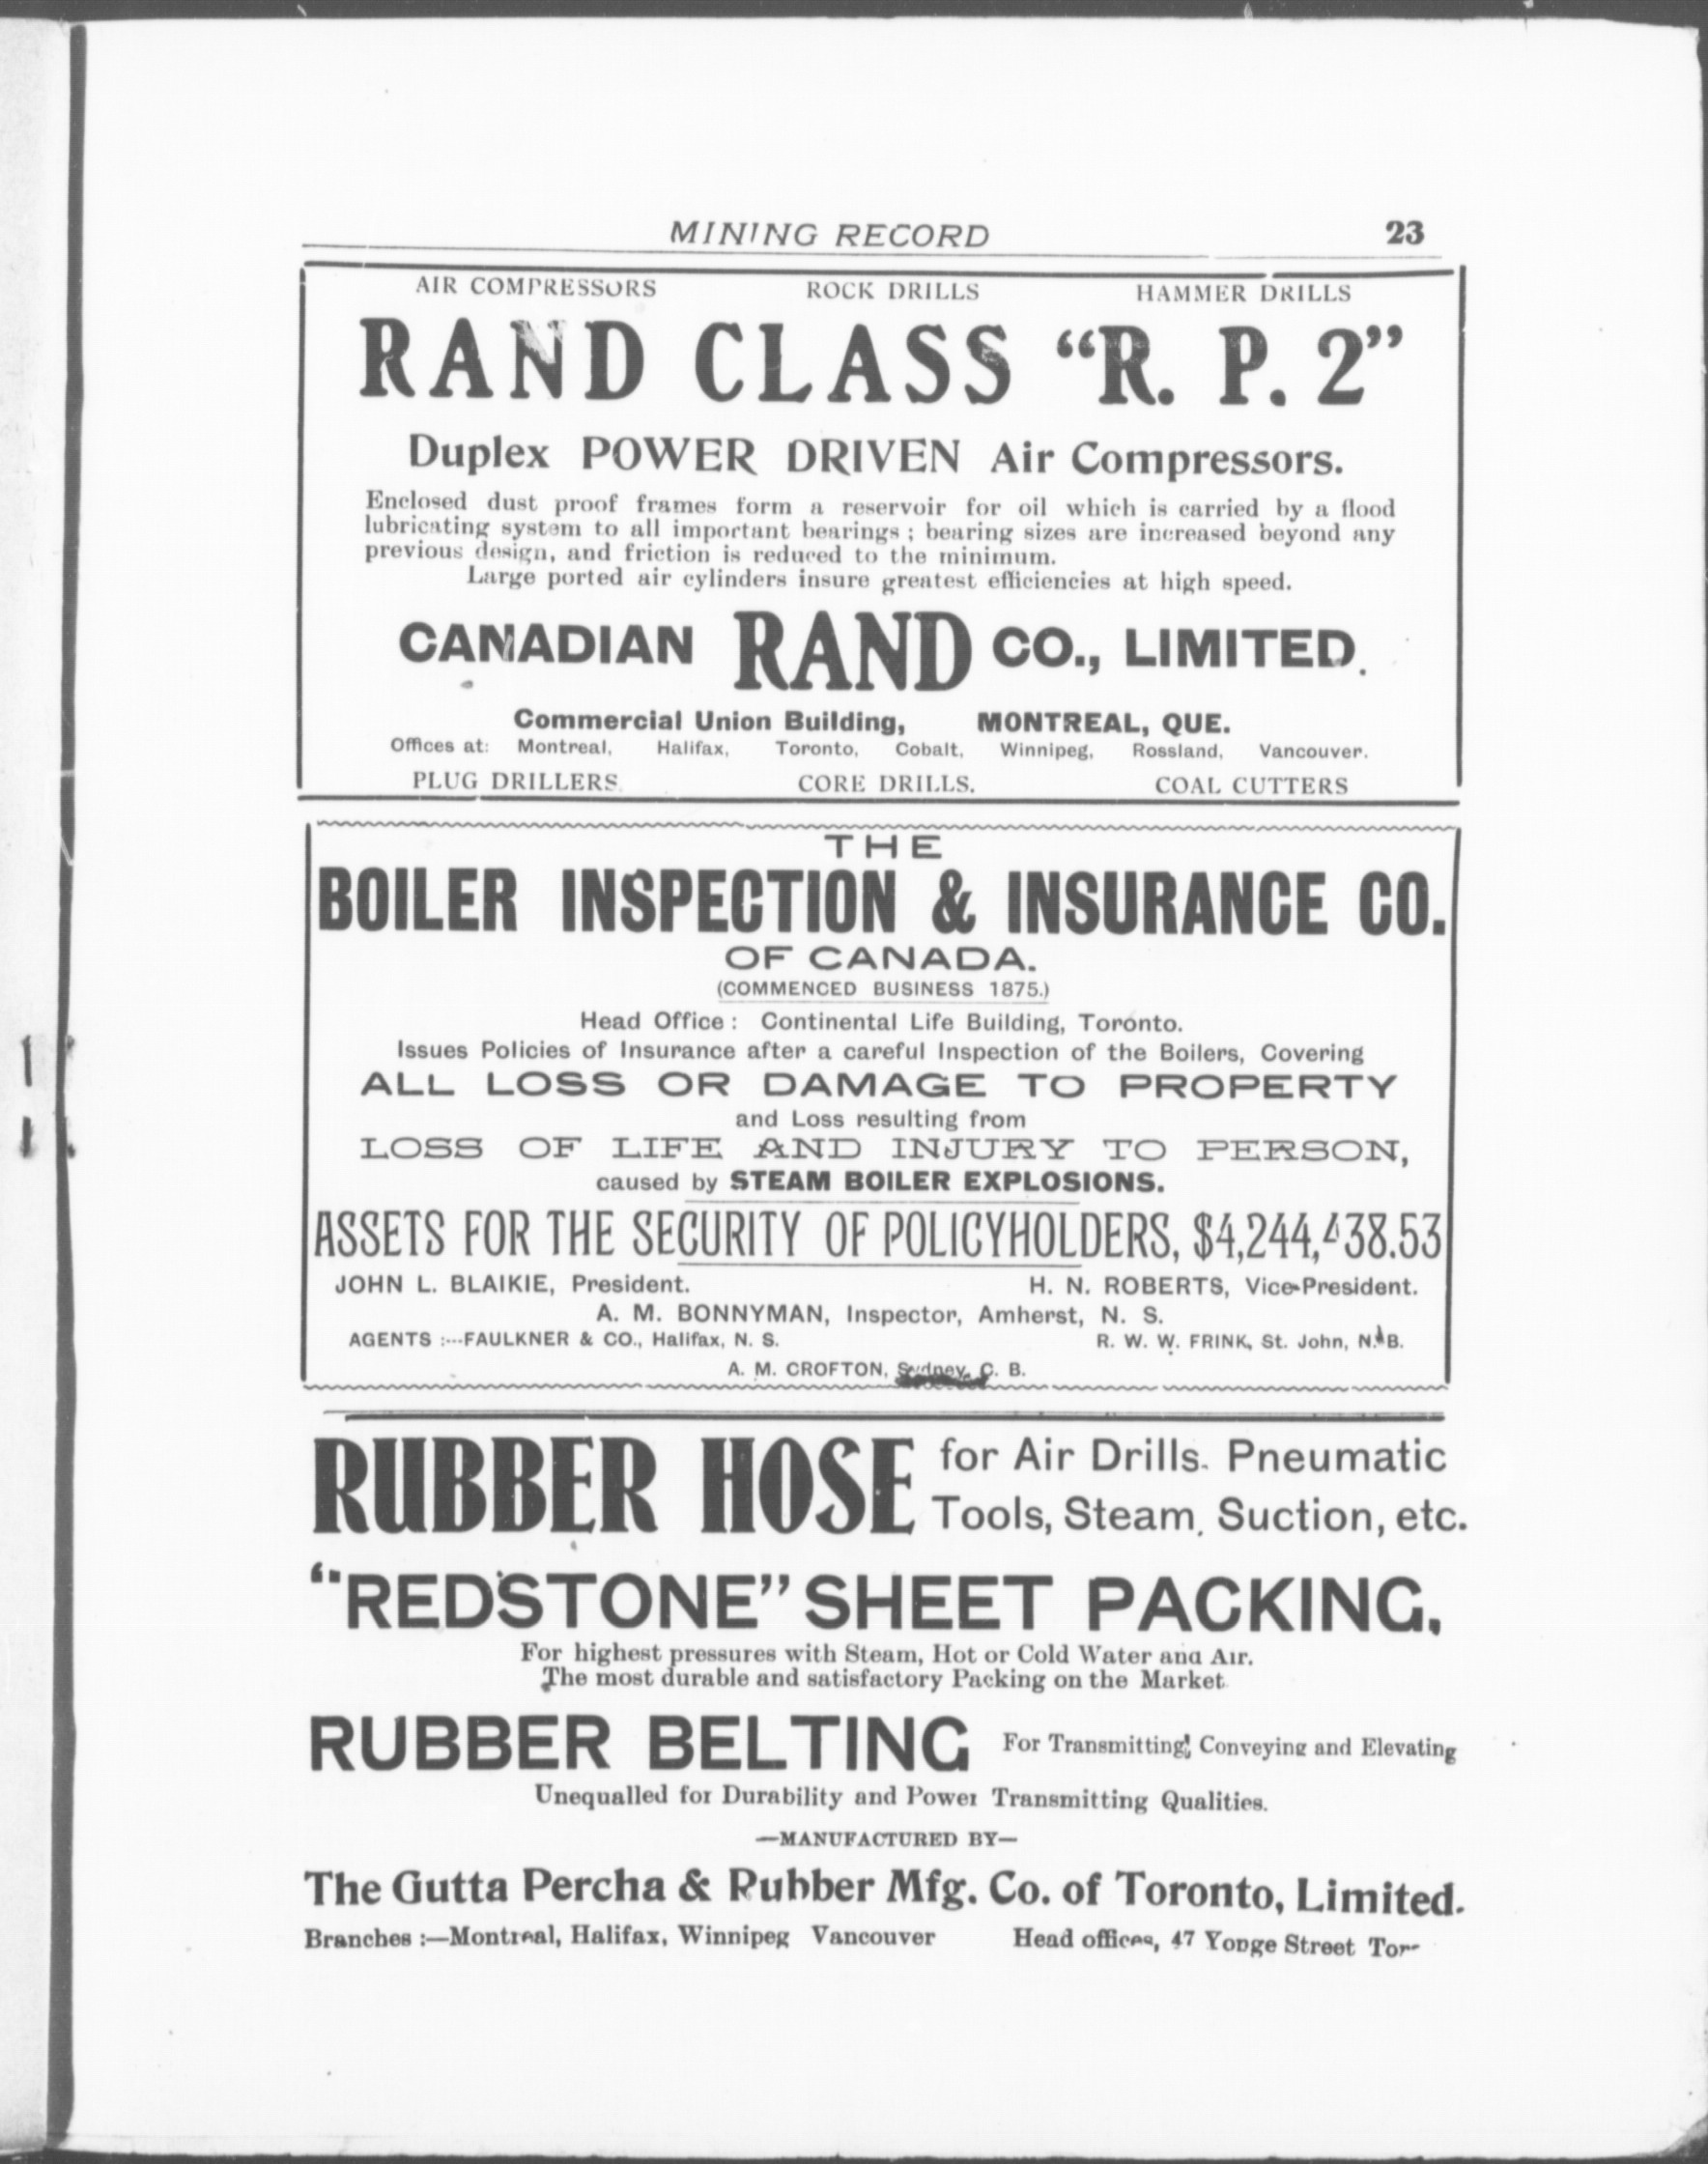 MINING RECORD 23
AIR COMPRESSORS ROCK DRILLS HAMMER DRILLS
RAND CLASS “R. P. 2”
Duplex POWER DRIVEN Air Compressors.
Enclosed dust proof frames form a reservoir for oil which is carried by a flood
lubricating system to all important bearings ; bearing sizes are increased beyond any
previous design, and friction is reduced to the minimum.
Large ported air cylinders insure greatest efficiencies at high speed.
CANADIAN RAND CO., LIMITED.
Commercial Union Building, MONTREAL, QUE.
Offices at: Montreal, Halifax, Toronto, Cobalt, Winnipeg, Rossland, Vancouver.
PLUG DRILLERS. CORE DRILLS. COAL CUTTERS
THE
BOILER INSPECTION & INSURANCE CO.
OF CANADA.
(COMMENCED BUSINESS 1875.)
Head Office : Continental Life Building, Toronto.
Issues Policies of Insurance after a careful Inspection of the Boilers, Covering
ALL LOSS OR DAMAGE TO PROPERTY
and Loss resulting from
LOSS OF LIFE AND INJURY TO PERSON,
caused by STEAM BOILER EXPLOSIONS.
ASSETS FOR THE SECURITY OF POLICYHOLDERS, $4,244,438.53
JOHN L. BLAIKIE, President. H. N. ROBERTS, Vice-President.
A. M. BONNYMAN, Inspector, Amherst, N. S.
AGENTS :---FAULKNER & CO., Halifax, N. S. R. W. W. FRINK, St. John, N. B.
A. M. CROFTON, Sydney, C. B.
RUBBER HOSE for Air Drills. Pneumatic
Tools, Steam, Suction, etc.
“REDSTONE” SHEET PACKING,
For highest pressures with Steam, Hot or Cold Water and Air.
The most durable and satisfactory Packing on the Market.
RUBBER BELTING For Transmitting, Conveying and Elevating
Unequalled for Durability and Power Transmitting Qualities.
—MANUFACTURED BY—
The Gutta Percha & Rubber Mfg. Co. of Toronto, Limited.
Branches :—Montreal, Halifax, Winnipeg Vancouver Head offices, 47 Yonge Street